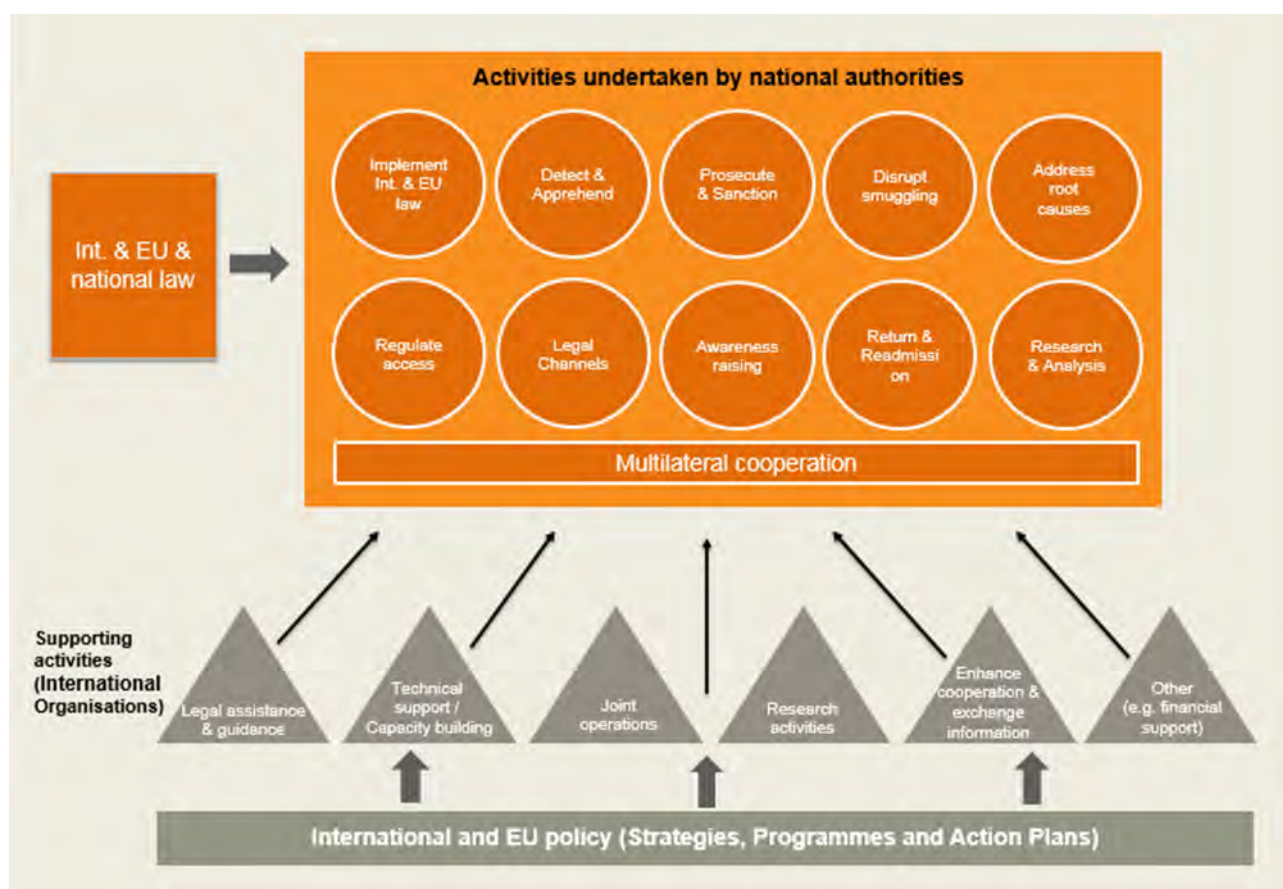 Activities undertaken by national authorities
Implement
Int. & EU
law
Detect &
Apprehend
Prosecute
& Sanction
Disrupt
smuggling
Address
root
causes
Int. & EU &
national law
Regulate
access
Legal
Channels
Awareness
raising
Return &
Readmissi
on
Research
& Analysis
Multilateral cooperation
Supporting
activities
(International
Organisations)
Legal assistance
& guidance
Technical
support /
Capacity building
Joint
operations
Research
activities
Enhance
cooperation &
exchange
information
Other
(e.g. financial
support)
International and EU policy (Strategies, Programmes and Action Plans)